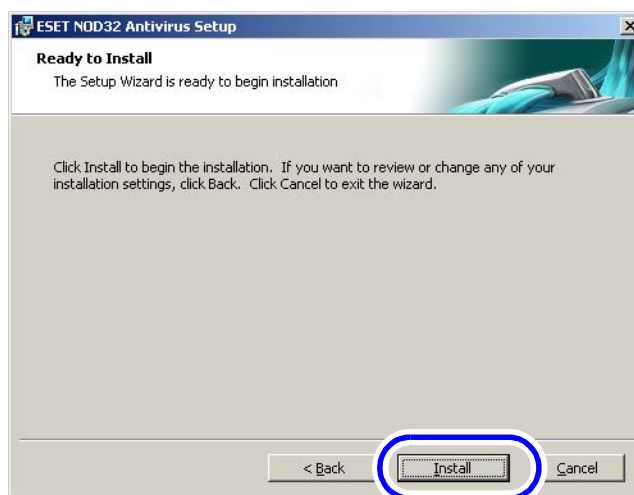 ESET NOD32 Antivirus Setup
Ready to Install
The Setup Wizard is ready to begin installation
Click Install to begin the installation. If you want to review or change any of your
installation settings, click Back. Click Cancel to exit the wizard.
< Back Install Cancel